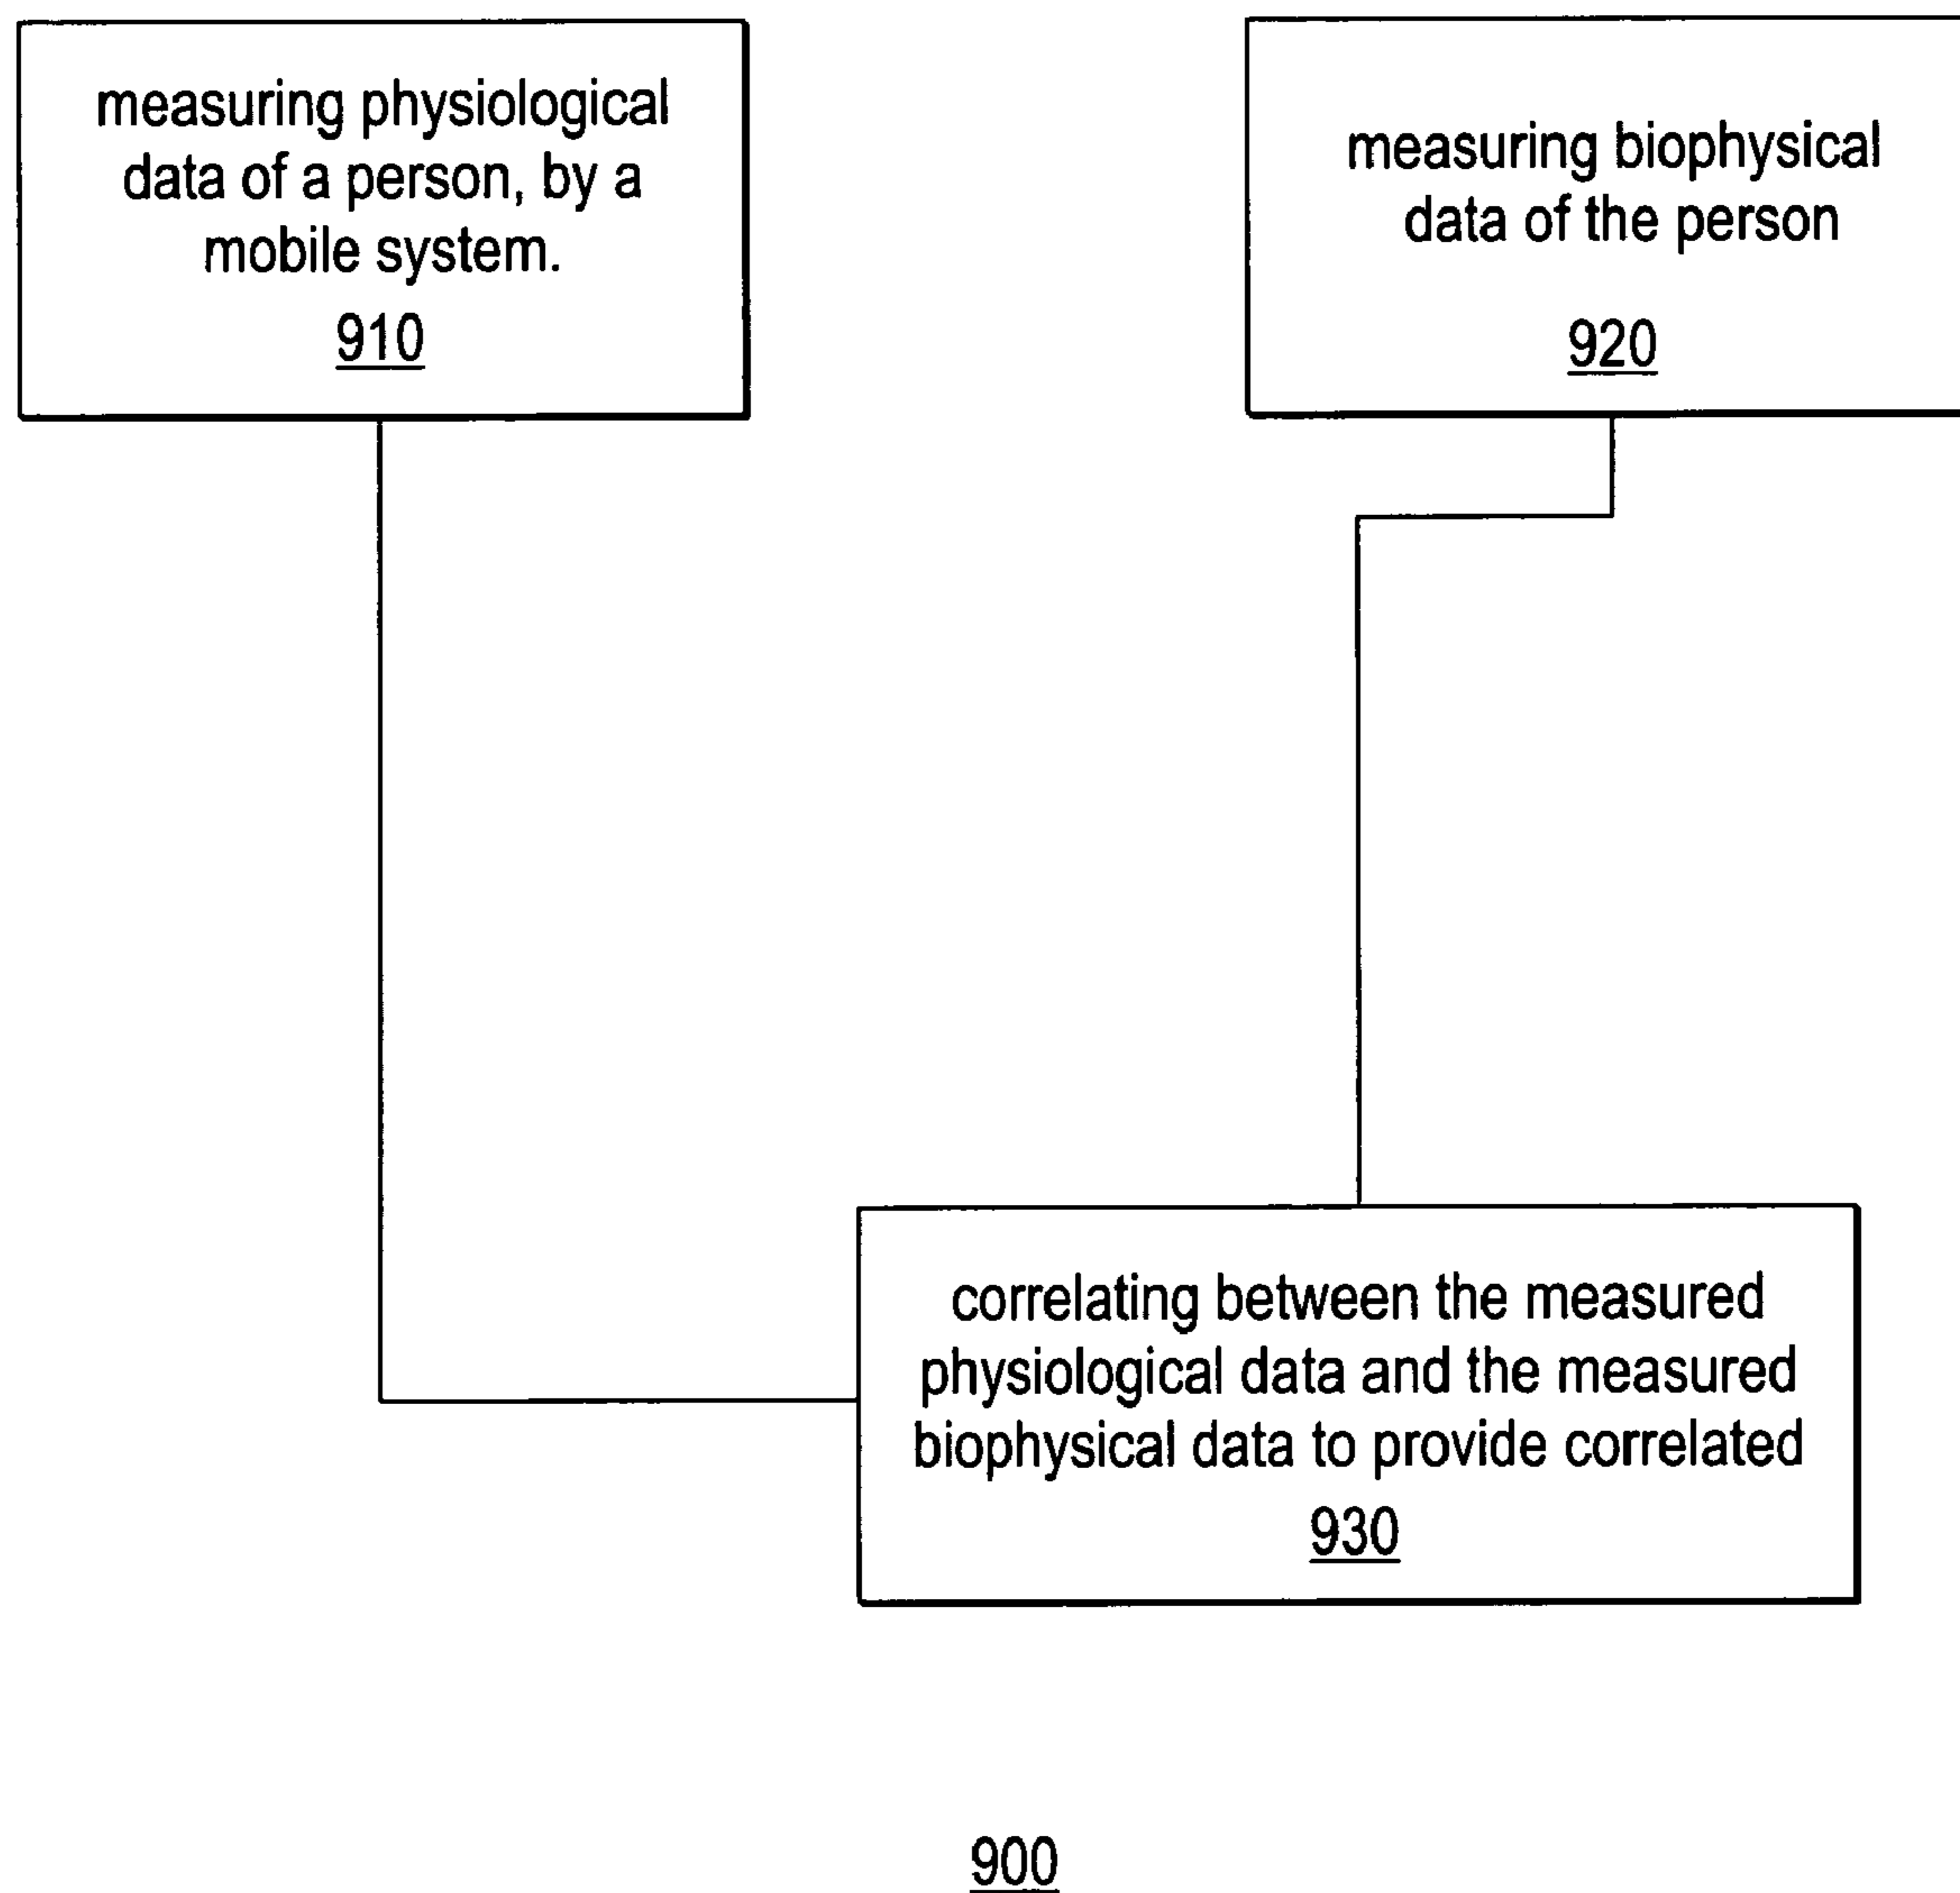 measuring physiological
data of a person, by a
mobile system.
910
measuring biophysical
data of the person
920
correlating between the measured
physiological data and the measured
biophysical data to provide correlated
930
900